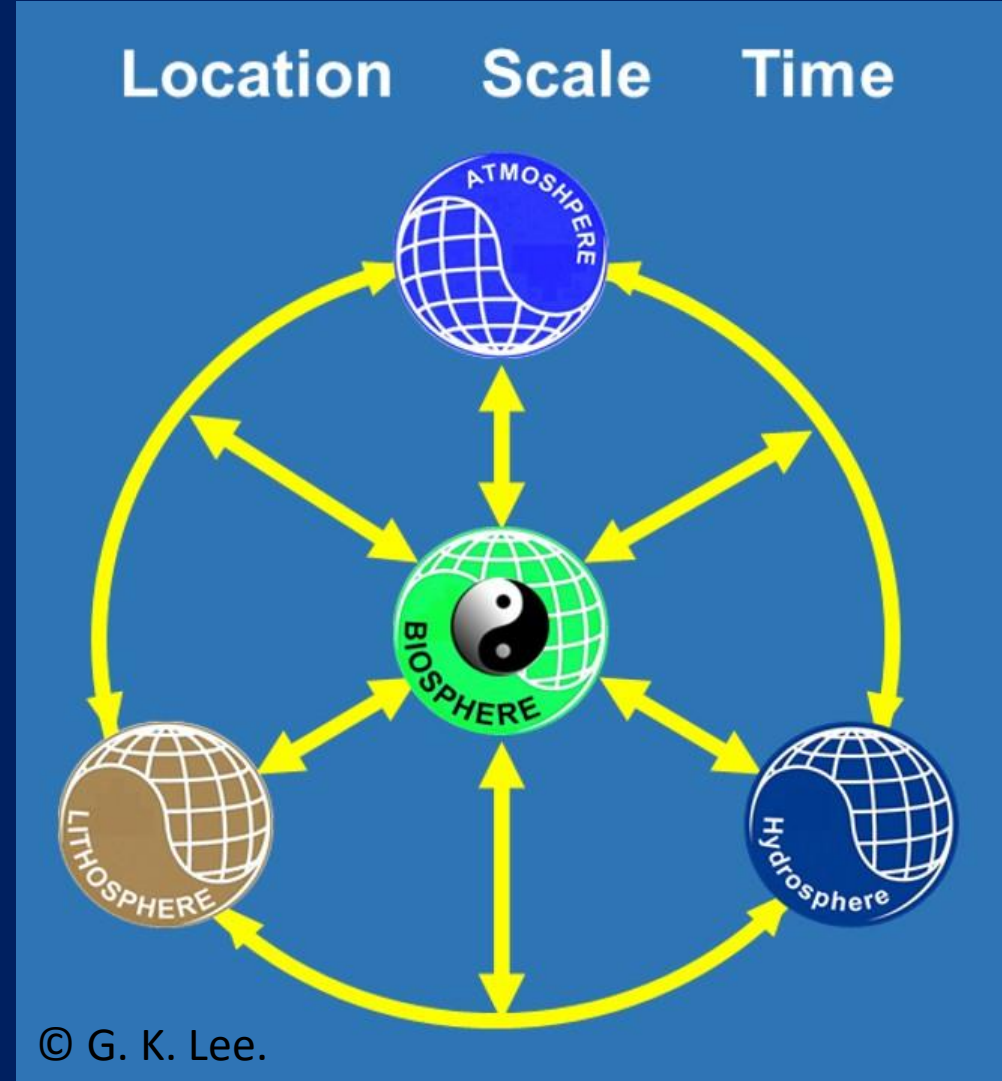 Location Scale Time
ATMOSHPERE
BIOSPHERE
LITHOSPHERE
Hydrosphere
© G. K. Lee.